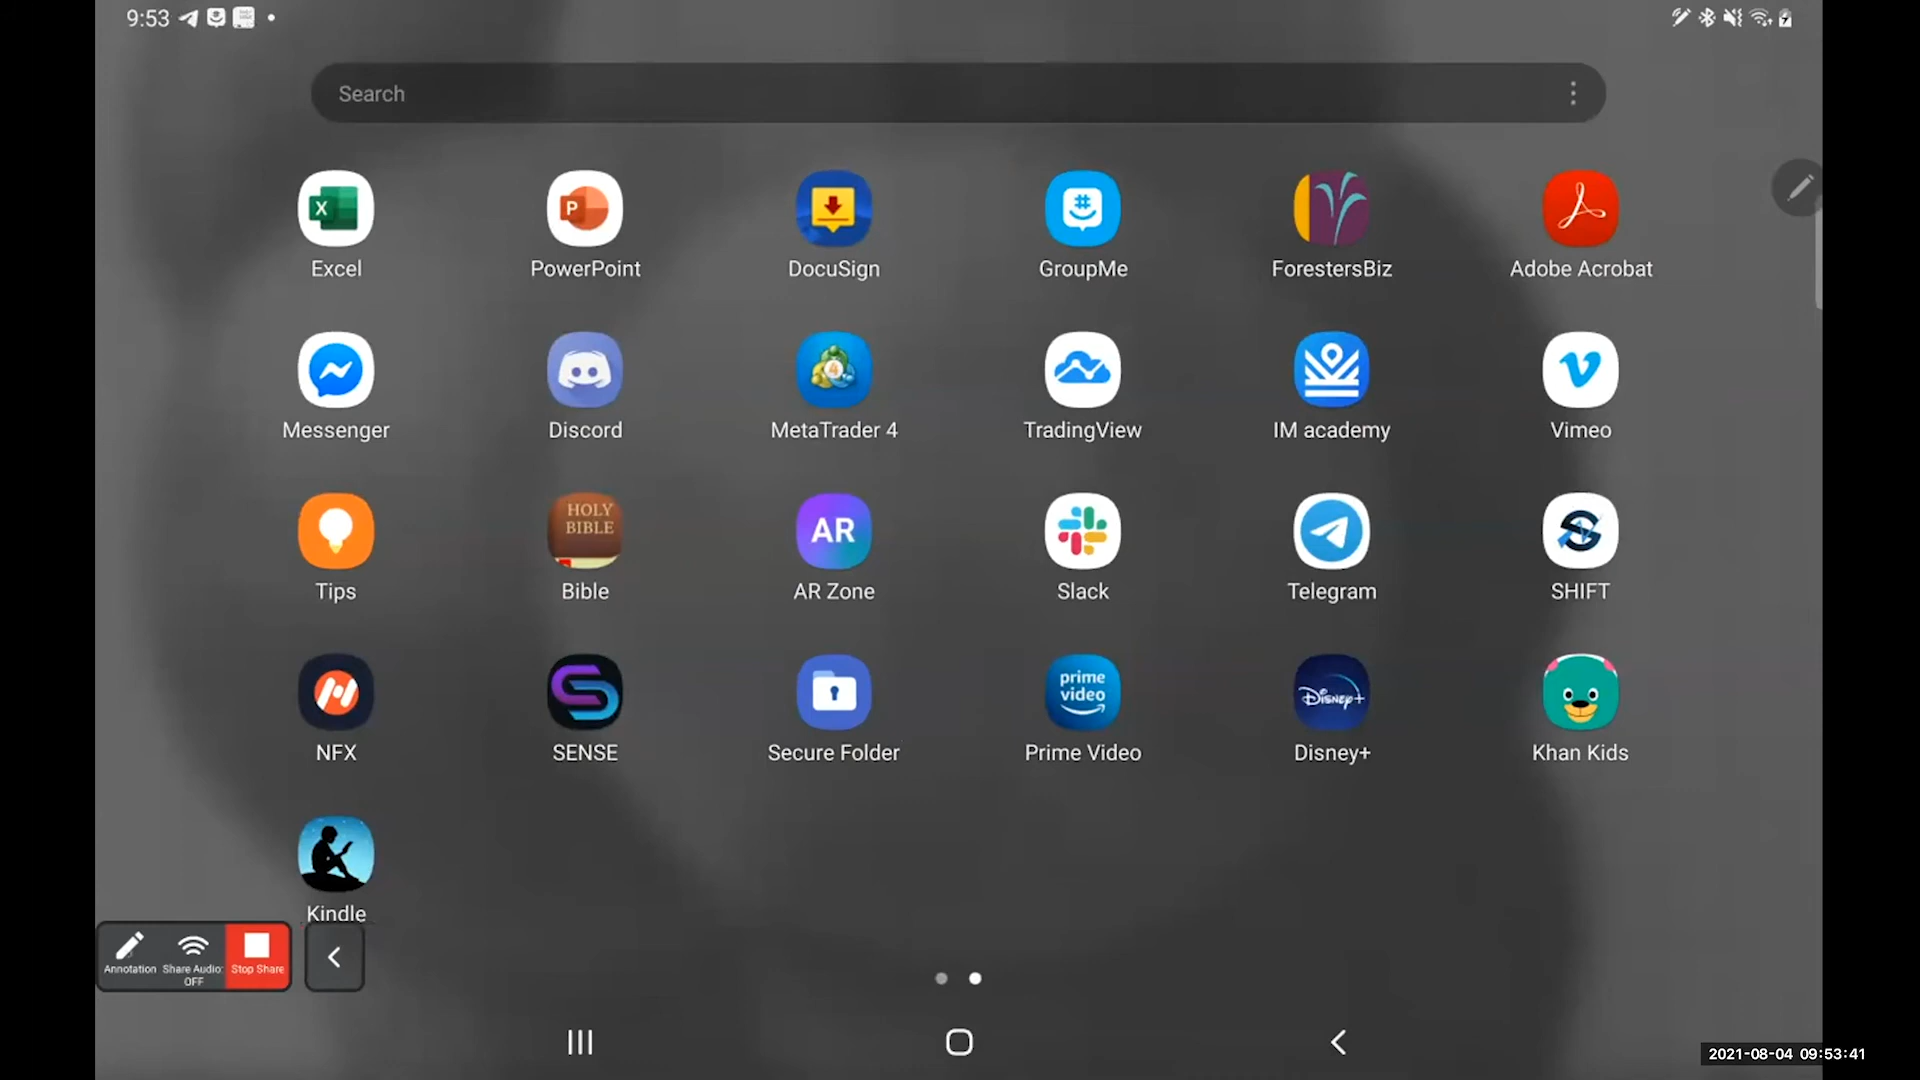 9:53
Search
Excel
PowerPoint
DocuSign
GroupMe
ForestersBiz
Adobe Acrobat
Messenger
Discord
MetaTrader 4
TradingView
IM academy
Vimeo
HOLY
BIBLE
AR
Tips
Bible
AR Zone
Slack
Telegram
SHIFT
prime
video
Disney+
NFX
SENSE
Secure Folder
Prime Video
Disney+
Khan Kids
Kindle
Annotation
Share Audio:
OFF
Stop Share
2021-08-04 09:53:41